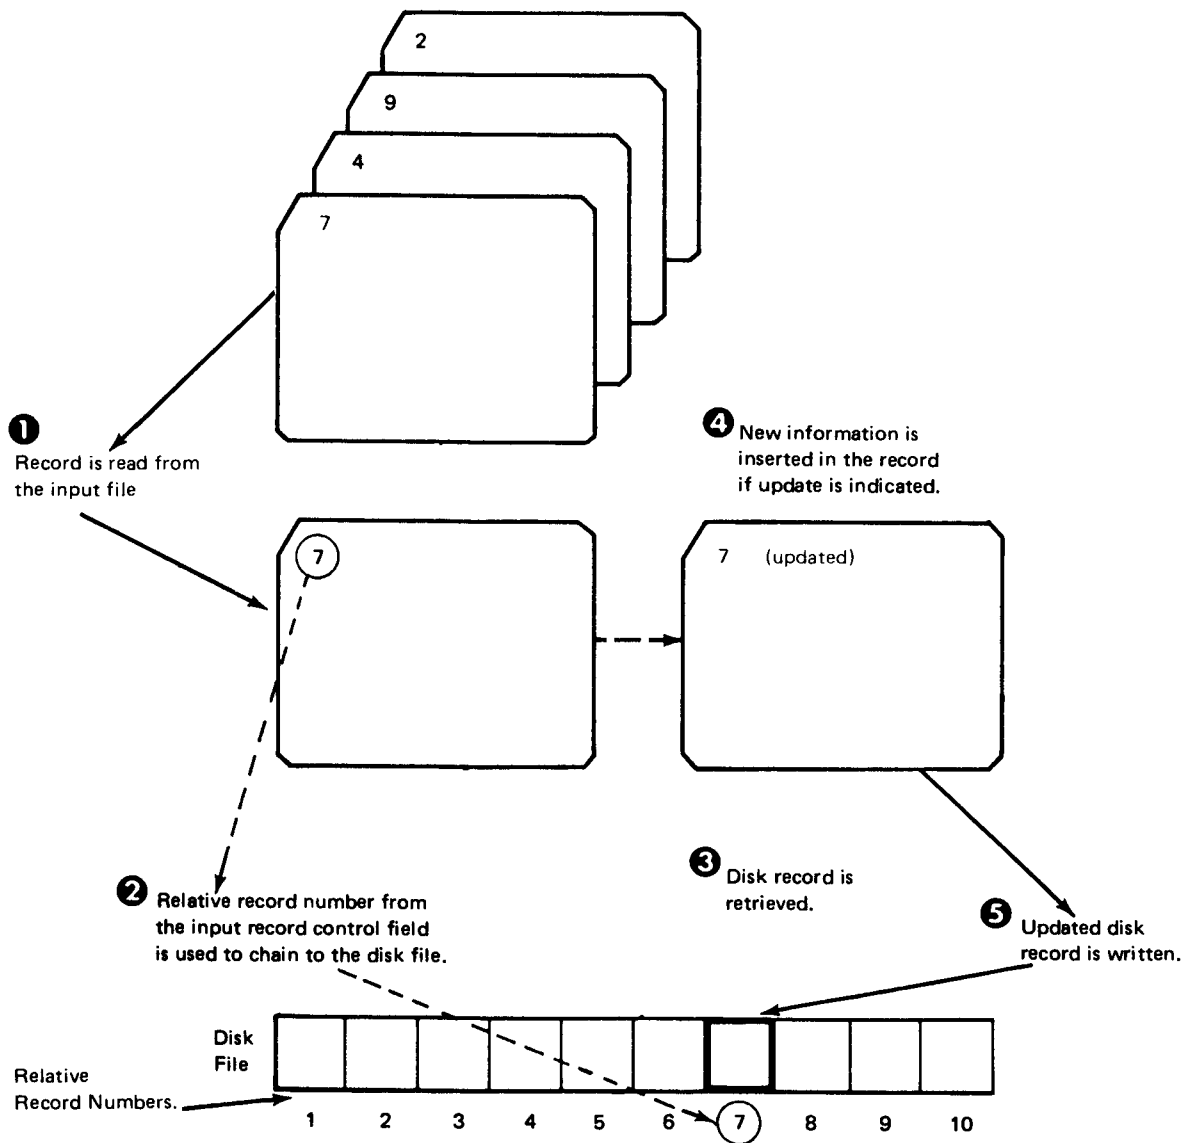 2
9
4
7
1
Record is read from
the input file
4
New information is
inserted in the record
if update is indicated.
7
7 (updated)
2
Relative record number from
the input record control field
is used to chain to the disk file.
3
Disk record is
retrieved.
5
Updated disk
record is written.
Disk
File
Relative
Record Numbers.
1 2 3 4 5 6 7 8 9 10